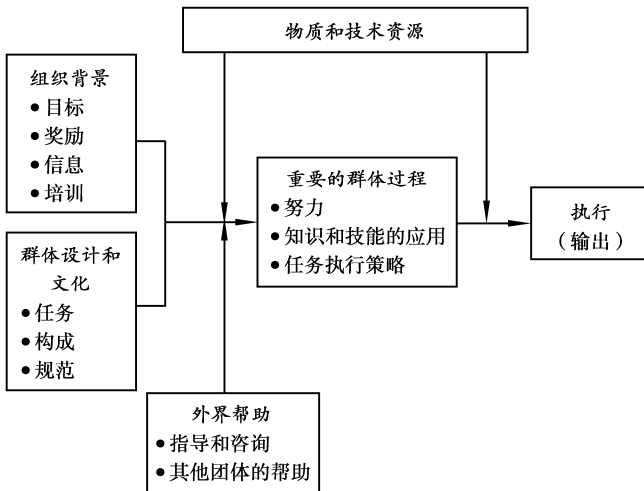 物质和技术资源
组织背景
●目标
●奖励
●信息
●培训
群体设计和
文化
●任务
●构成
●规范
重要的群体过程
●努力
●知识和技能的应用
●任务执行策略
执行
（输出）
外界帮助
●指导和咨询
●其他团体的帮助